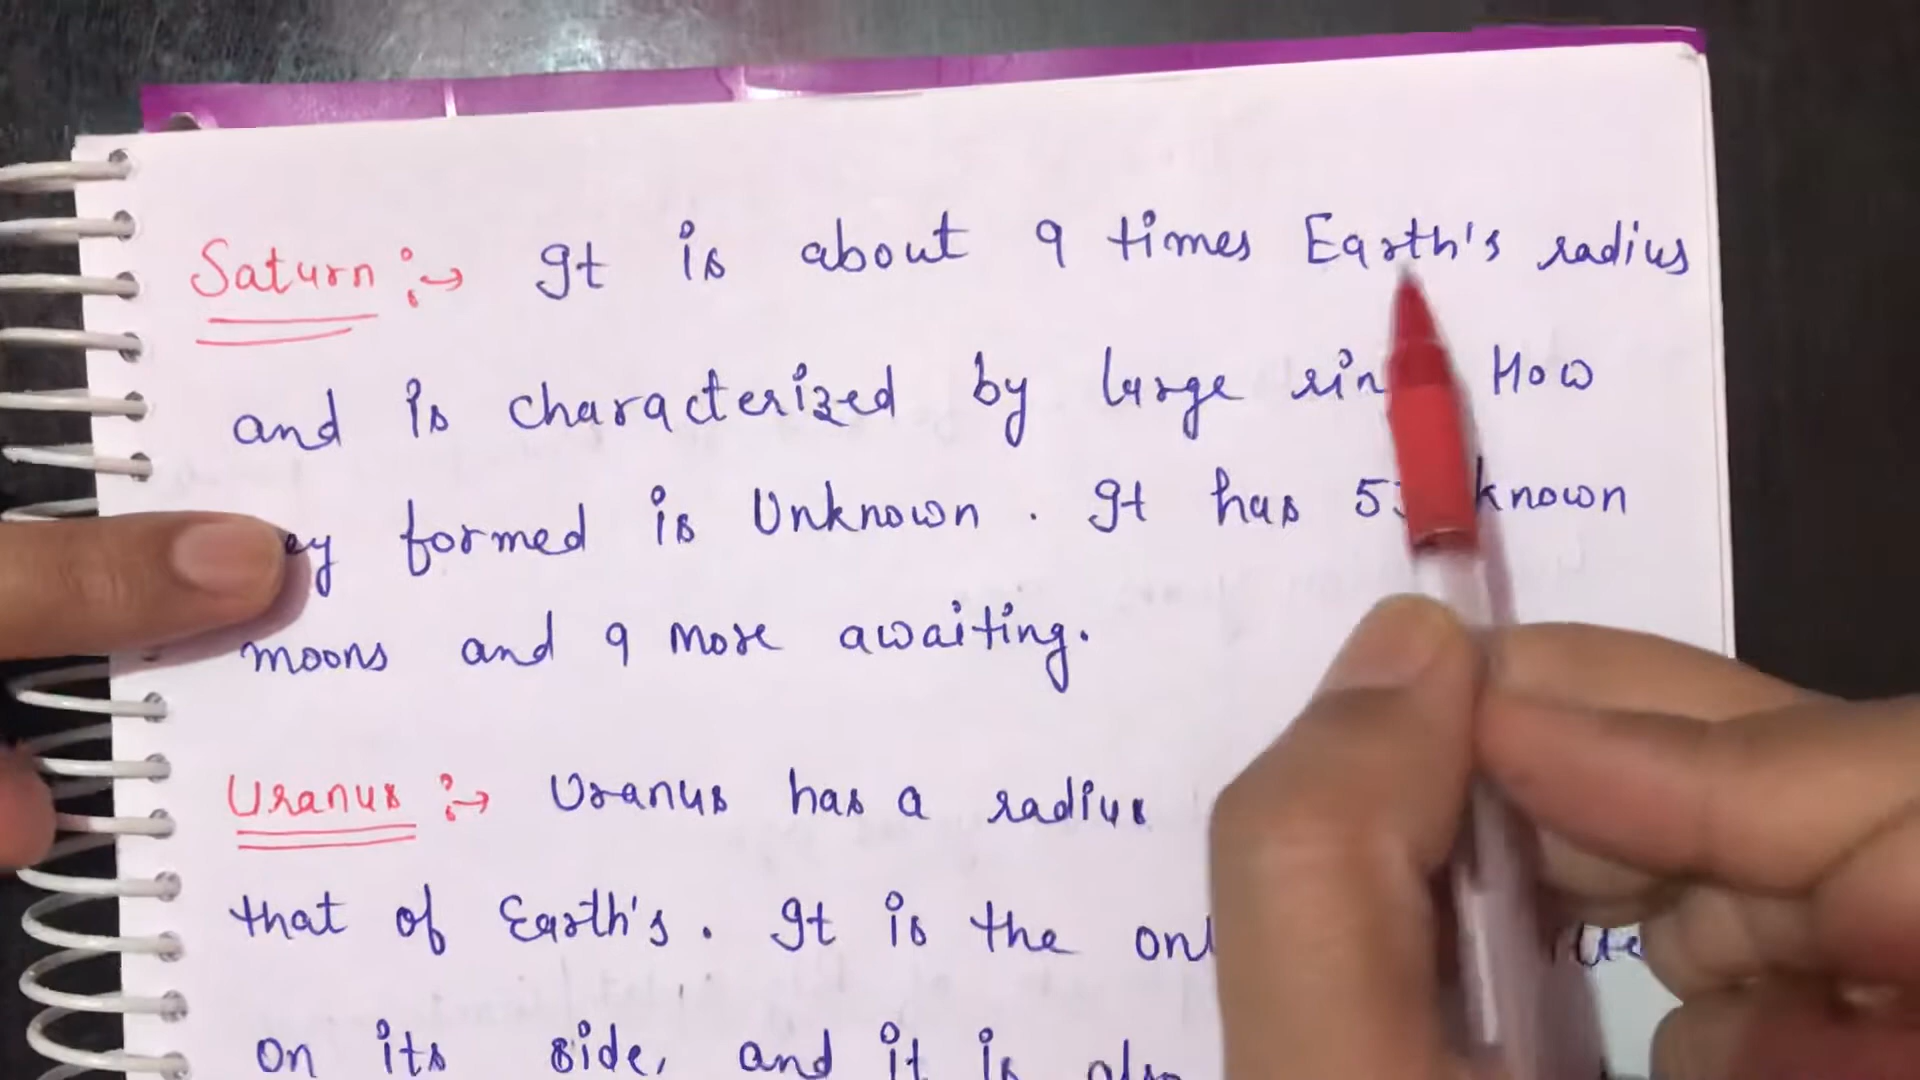 Saturn :→ It is about 9 times Earth's radius
and is characterized by large How
formed is Unknown . It has known
moons and 9 more awaiting.
Uranus :→ Uranus has a radius
that of Earth's. It is the
on its side, and it is also